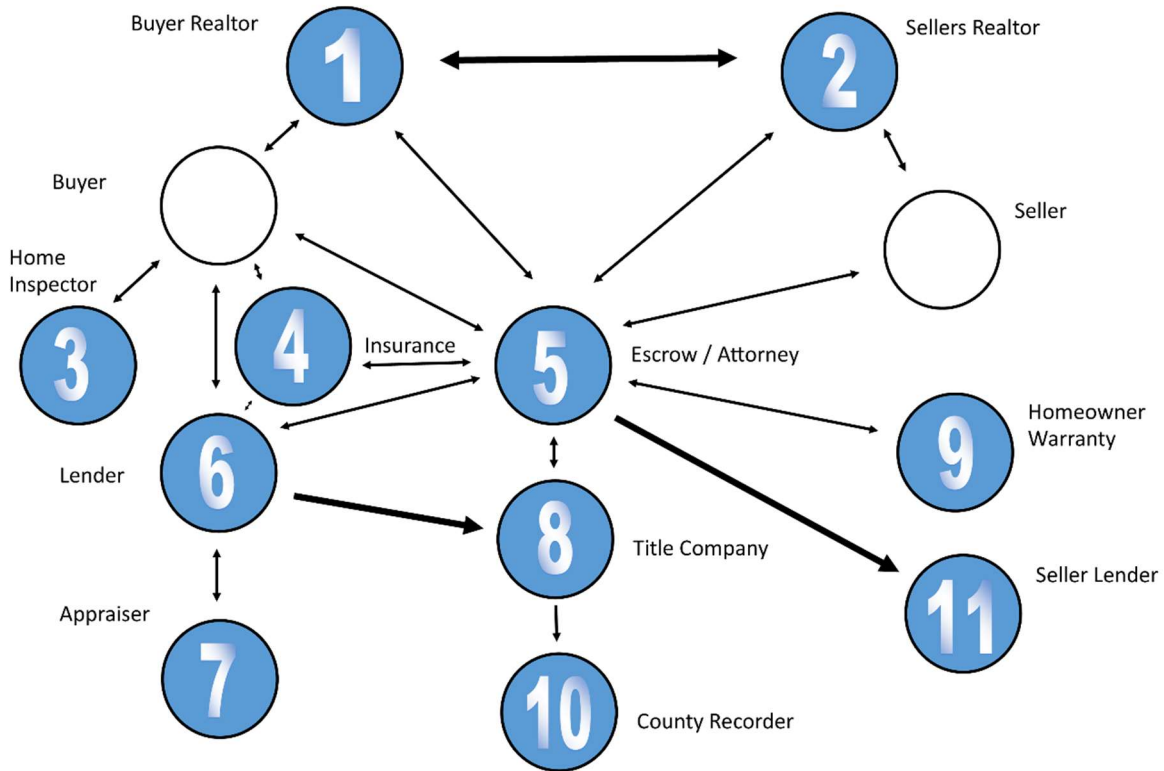 Buyer Realtor
1
Sellers Realtor
2
Buyer
Seller
Home
Inspector
3
4
Insurance
5
Escrow / Attorney
Homeowner
Warranty
9
Lender
6
8
Title Company
Seller Lender
11
Appraiser
7
10
County Recorder